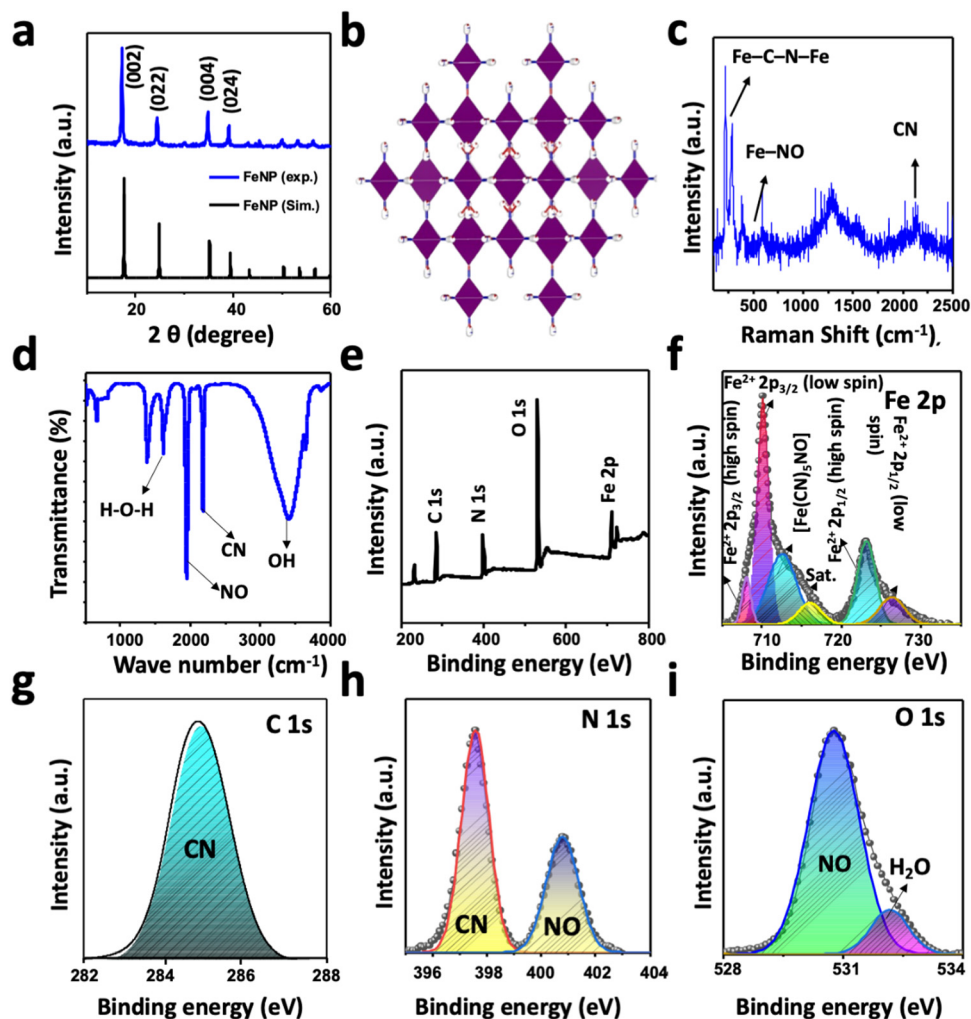 a
Intensity (a.u.)
(002)
(022)
(004)
(024)
FeNP (exp.)
FeNP (Sim.)
20
40
60
2 θ (degree)
b
c
Intensity (a.u.)
Fe–C–N–Fe
Fe–NO
CN
500
1000
1500
2000
2500
Raman Shift (cm-1),
d
Transmittance (%)
H-O-H
NO
CN
OH
1000
2000
3000
4000
Wave number (cm-1)
e
Intensity (a.u.)
C 1s
N 1s
O 1s
Fe 2p
200
400
600
800
Binding energy (eV)
f
Intensity (a.u.)
Fe2+ 2p3/2 (low spin)
Fe 2p
Fe2+ 2p3/2 (high spin)
[Fe(CN)5NO]
Sat.
Fe2+ 2p1/2 (high spin)
Fe2+ 2p1/2 (low
spin)
710
720
730
Binding energy (eV)
g
Intensity (a.u.)
C 1s
CN
282
284
286
288
Binding energy (eV)
h
Intensity (a.u.)
N 1s
CN
NO
396
398
400
402
404
Binding energy (eV)
i
Intensity (a.u.)
O 1s
NO
H2O
528
531
534
Binding energy (eV)